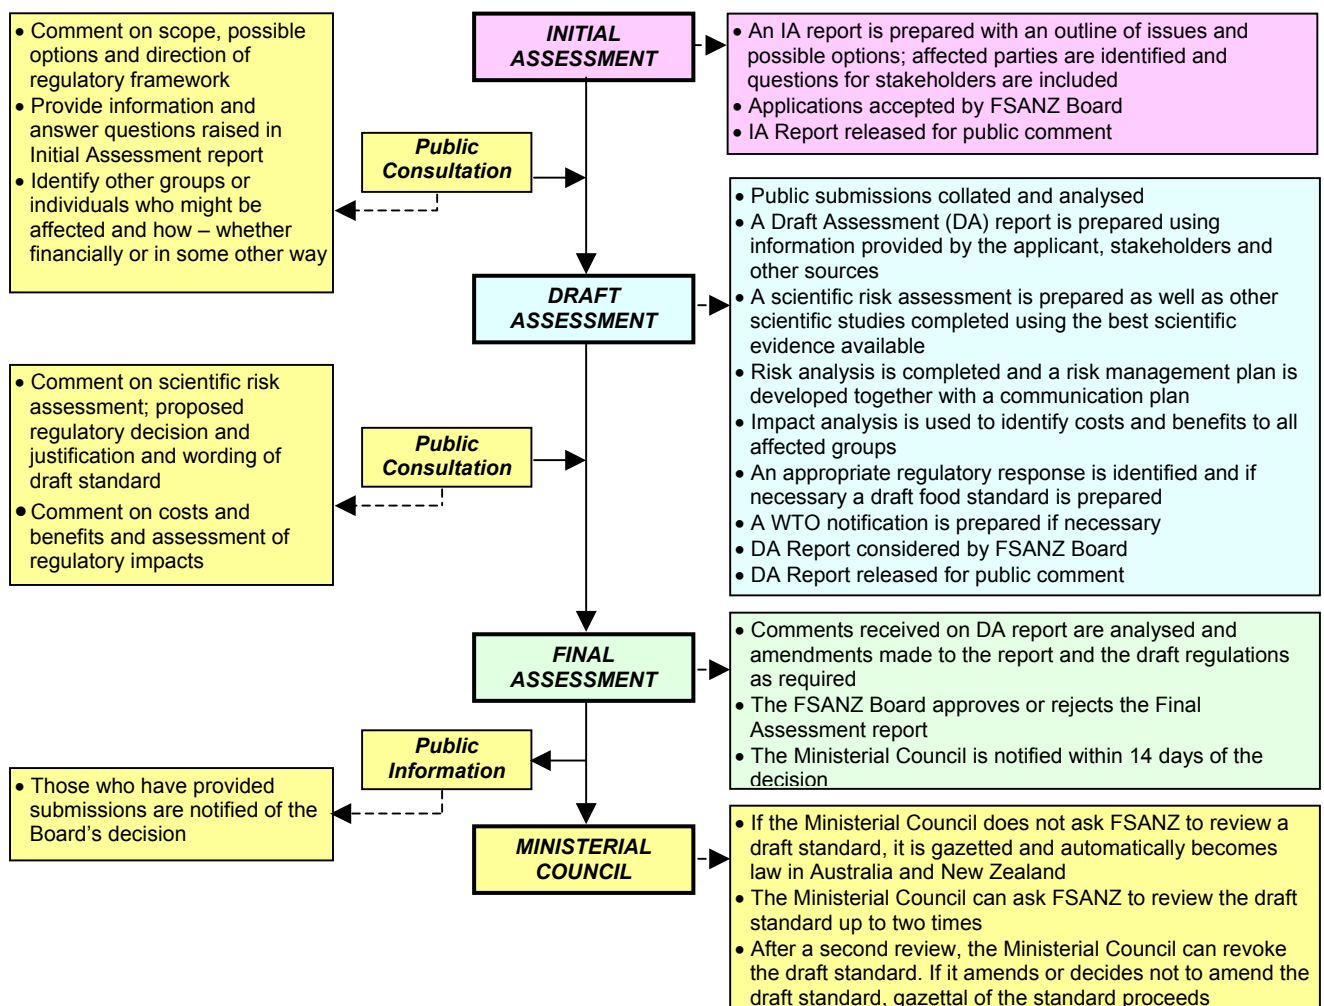 INITIAL
ASSESSMENT
• An IA report is prepared with an outline of issues and
possible options; affected parties are identified and
questions for stakeholders are included
• Applications accepted by FSANZ Board
• IA Report released for public comment
• Comment on scope, possible
options and direction of
regulatory framework
• Provide information and
answer questions raised in
Initial Assessment report
• Identify other groups or
individuals who might be
affected and how – whether
financially or in some other way
Public
Consultation
DRAFT
ASSESSMENT
• Public submissions collated and analysed
• A Draft Assessment (DA) report is prepared using
information provided by the applicant, stakeholders and
other sources
• A scientific risk assessment is prepared as well as other
scientific studies completed using the best scientific
evidence available
• Risk analysis is completed and a risk management plan is
developed together with a communication plan
• Impact analysis is used to identify costs and benefits to all
affected groups
• An appropriate regulatory response is identified and if
necessary a draft food standard is prepared
• A WTO notification is prepared if necessary
• DA Report considered by FSANZ Board
• DA Report released for public comment
• Comment on scientific risk
assessment; proposed
regulatory decision and
justification and wording of
draft standard
• Comment on costs and
benefits and assessment of
regulatory impacts
Public
Consultation
FINAL
ASSESSMENT
• Comments received on DA report are analysed and
amendments made to the report and the draft regulations
as required
• The FSANZ Board approves or rejects the Final
Assessment report
• The Ministerial Council is notified within 14 days of the
decision
Public
Information
• Those who have provided
submissions are notified of the
Board's decision
MINISTERIAL
COUNCIL
• If the Ministerial Council does not ask FSANZ to review a
draft standard, it is gazetted and automatically becomes
law in Australia and New Zealand
• The Ministerial Council can ask FSANZ to review the draft
standard up to two times
• After a second review, the Ministerial Council can revoke
the draft standard. If it amends or decides not to amend the
draft standard, gazettal of the standard proceeds